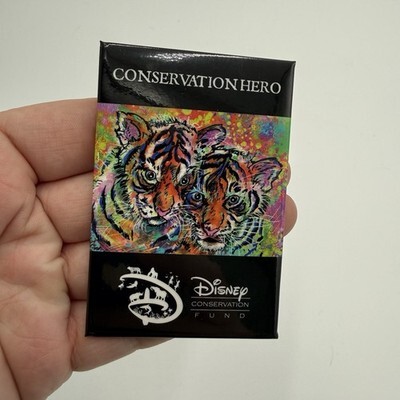 CONSERVATION HERO
Disney
CONSERVATION
FUND